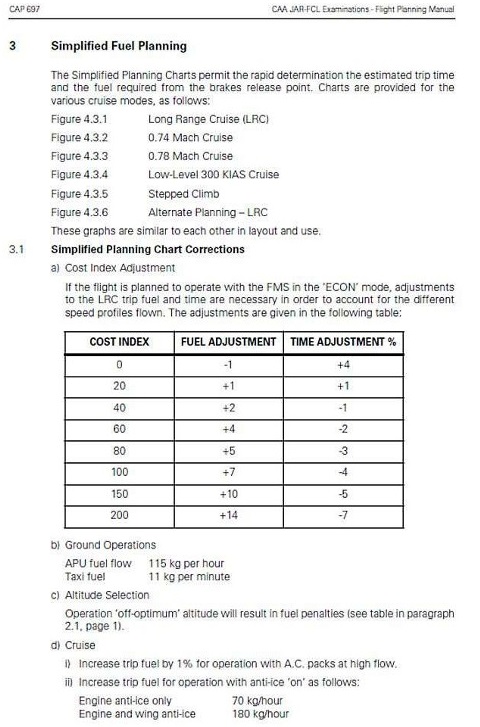 CAP 697 CAA JAR-FCL Examinations - Flight Planning Manual
3 Simplified Fuel Planning
The Simplified Planning Charts permit the rapid determination the estimated trip time
and the fuel required from the brakes release point. Charts are provided for the
various cruise modes, as follows:
Figure 4.3.1 Long Range Cruise (LRC)
Figure 4.3.2 0.74 Mach Cruise
Figure 4.3.3 0.78 Mach Cruise
Figure 4.3.4 Low-Level 300 KIAS Cruise
Figure 4.3.5 Stepped Climb
Figure 4.3.6 Alternate Planning – LRC
These graphs are similar to each other in layout and use.
3.1 Simplified Planning Chart Corrections
a) Cost Index Adjustment
If the flight is planned to operate with the FMS in the 'ECON' mode, adjustments
to the LRC trip fuel and time are necessary in order to account for the different
speed profiles flown. The adjustments are given in the following table:
COST INDEX FUEL ADJUSTMENT TIME ADJUSTMENT %
0 -1 +4
20 +1 +1
40 +2 -1
60 +4 -2
80 +5 -3
100 +7 -4
150 +10 -5
200 +14 -7
b) Ground Operations
APU fuel flow 115 kg per hour
Taxi fuel 11 kg per minute
c) Altitude Selection
Operation 'off-optimum' altitude will result in fuel penalties (see table in paragraph
2.1, page 1).
d) Cruise
i) Increase trip fuel by 1% for operation with A.C. packs at high flow.
ii) Increase trip fuel for operation with anti-ice 'on' as follows:
Engine anti-ice only 70 kg/hour
Engine and wing anti-ice 180 kg/hour